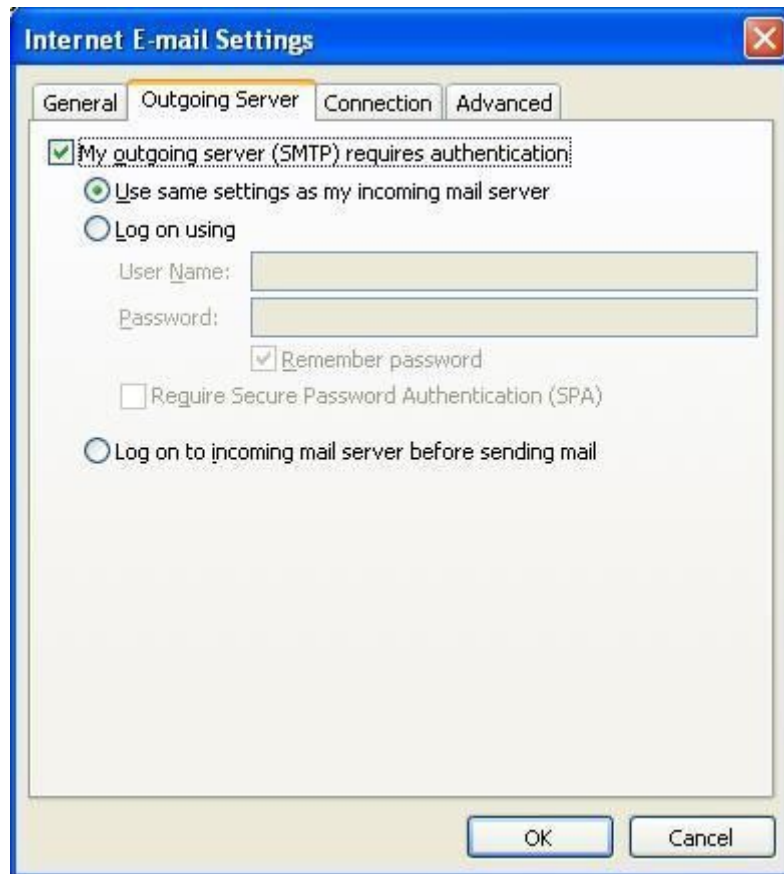 Internet E-mail Settings
General Outgoing Server Connection Advanced
My outgoing server (SMTP) requires authentication
Use same settings as my incoming mail server
Log on using
User Name:
Password:
Remember password
Require Secure Password Authentication (SPA)
Log on to incoming mail server before sending mail
OK Cancel